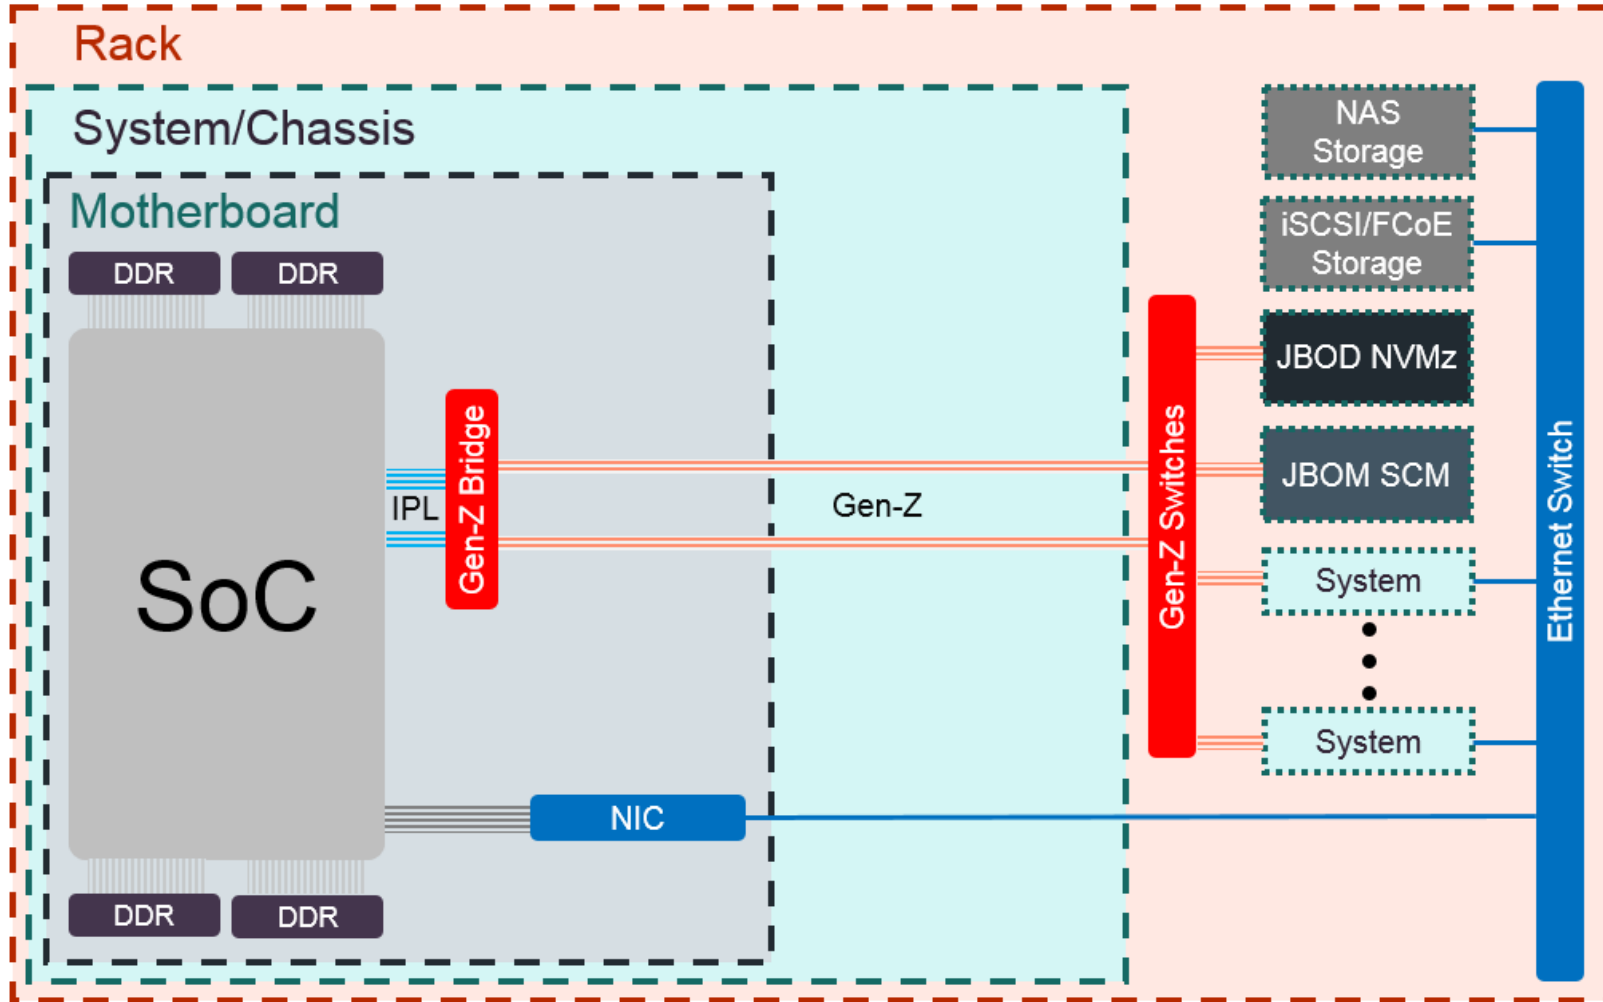 Rack
System/Chassis
Motherboard
DDR
DDR
SoC
IPL
Gen-Z Bridge
Gen-Z
NIC
DDR
DDR
Gen-Z Switches
NAS
Storage
iSCSI/FCoE
Storage
JBOD NVMz
JBOM SCM
System
System
Ethernet Switch